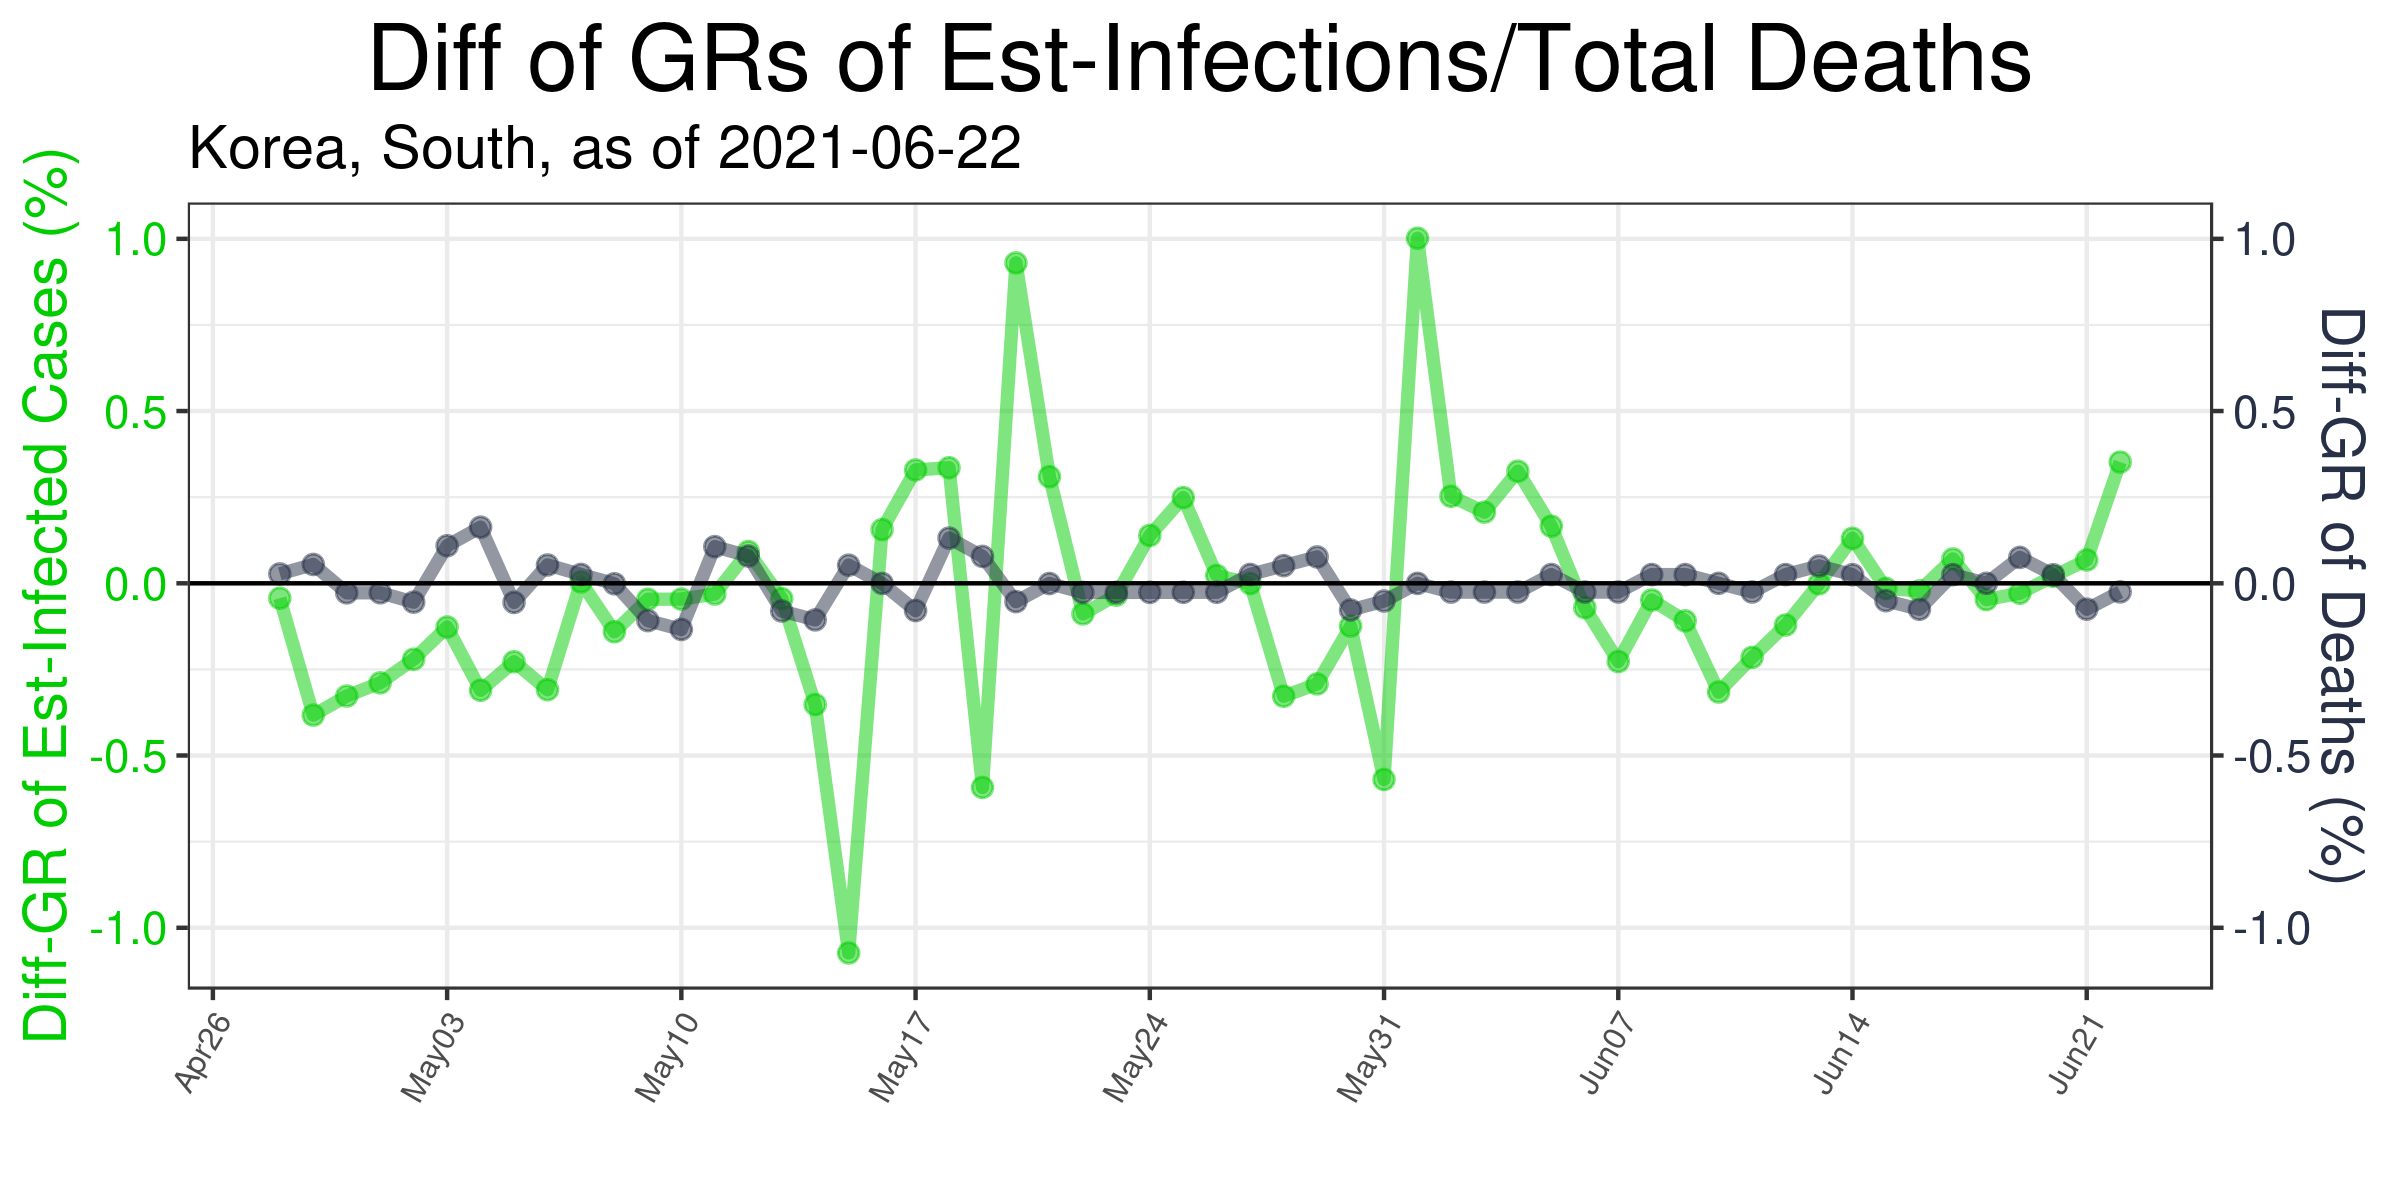 Diff of GRs of Est-Infections/Total Deaths
Korea, South, as of 2021-06-22
Diff-GR of Est-Infected Cases (%)
1.0
0.5
0.0
-0.5
-1.0
1.0
0.5
0.0
-0.5
-1.0
Diff-GR of Deaths (%)
Apr26
May03
May10
May17
May24
May31
Jun07
Jun14
Jun21